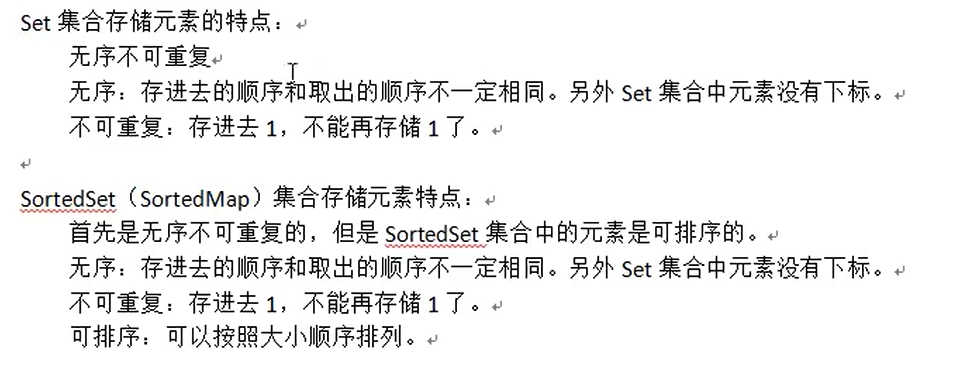 Set 集合存储元素的特点：
无序不可重复
无序：存进去的顺序和取出的顺序不一定相同。另外 Set 集合中元素没有下标。
不可重复：存进去 1，不能再存储 1 了。
SortedSet（SortedMap）集合存储元素特点：
首先是无序不可重复的，但是 SortedSet 集合中的元素是可排序的。
无序：存进去的顺序和取出的顺序不一定相同。另外 Set 集合中元素没有下标。
不可重复：存进去 1，不能再存储 1 了。
可排序：可以按照大小顺序排列。